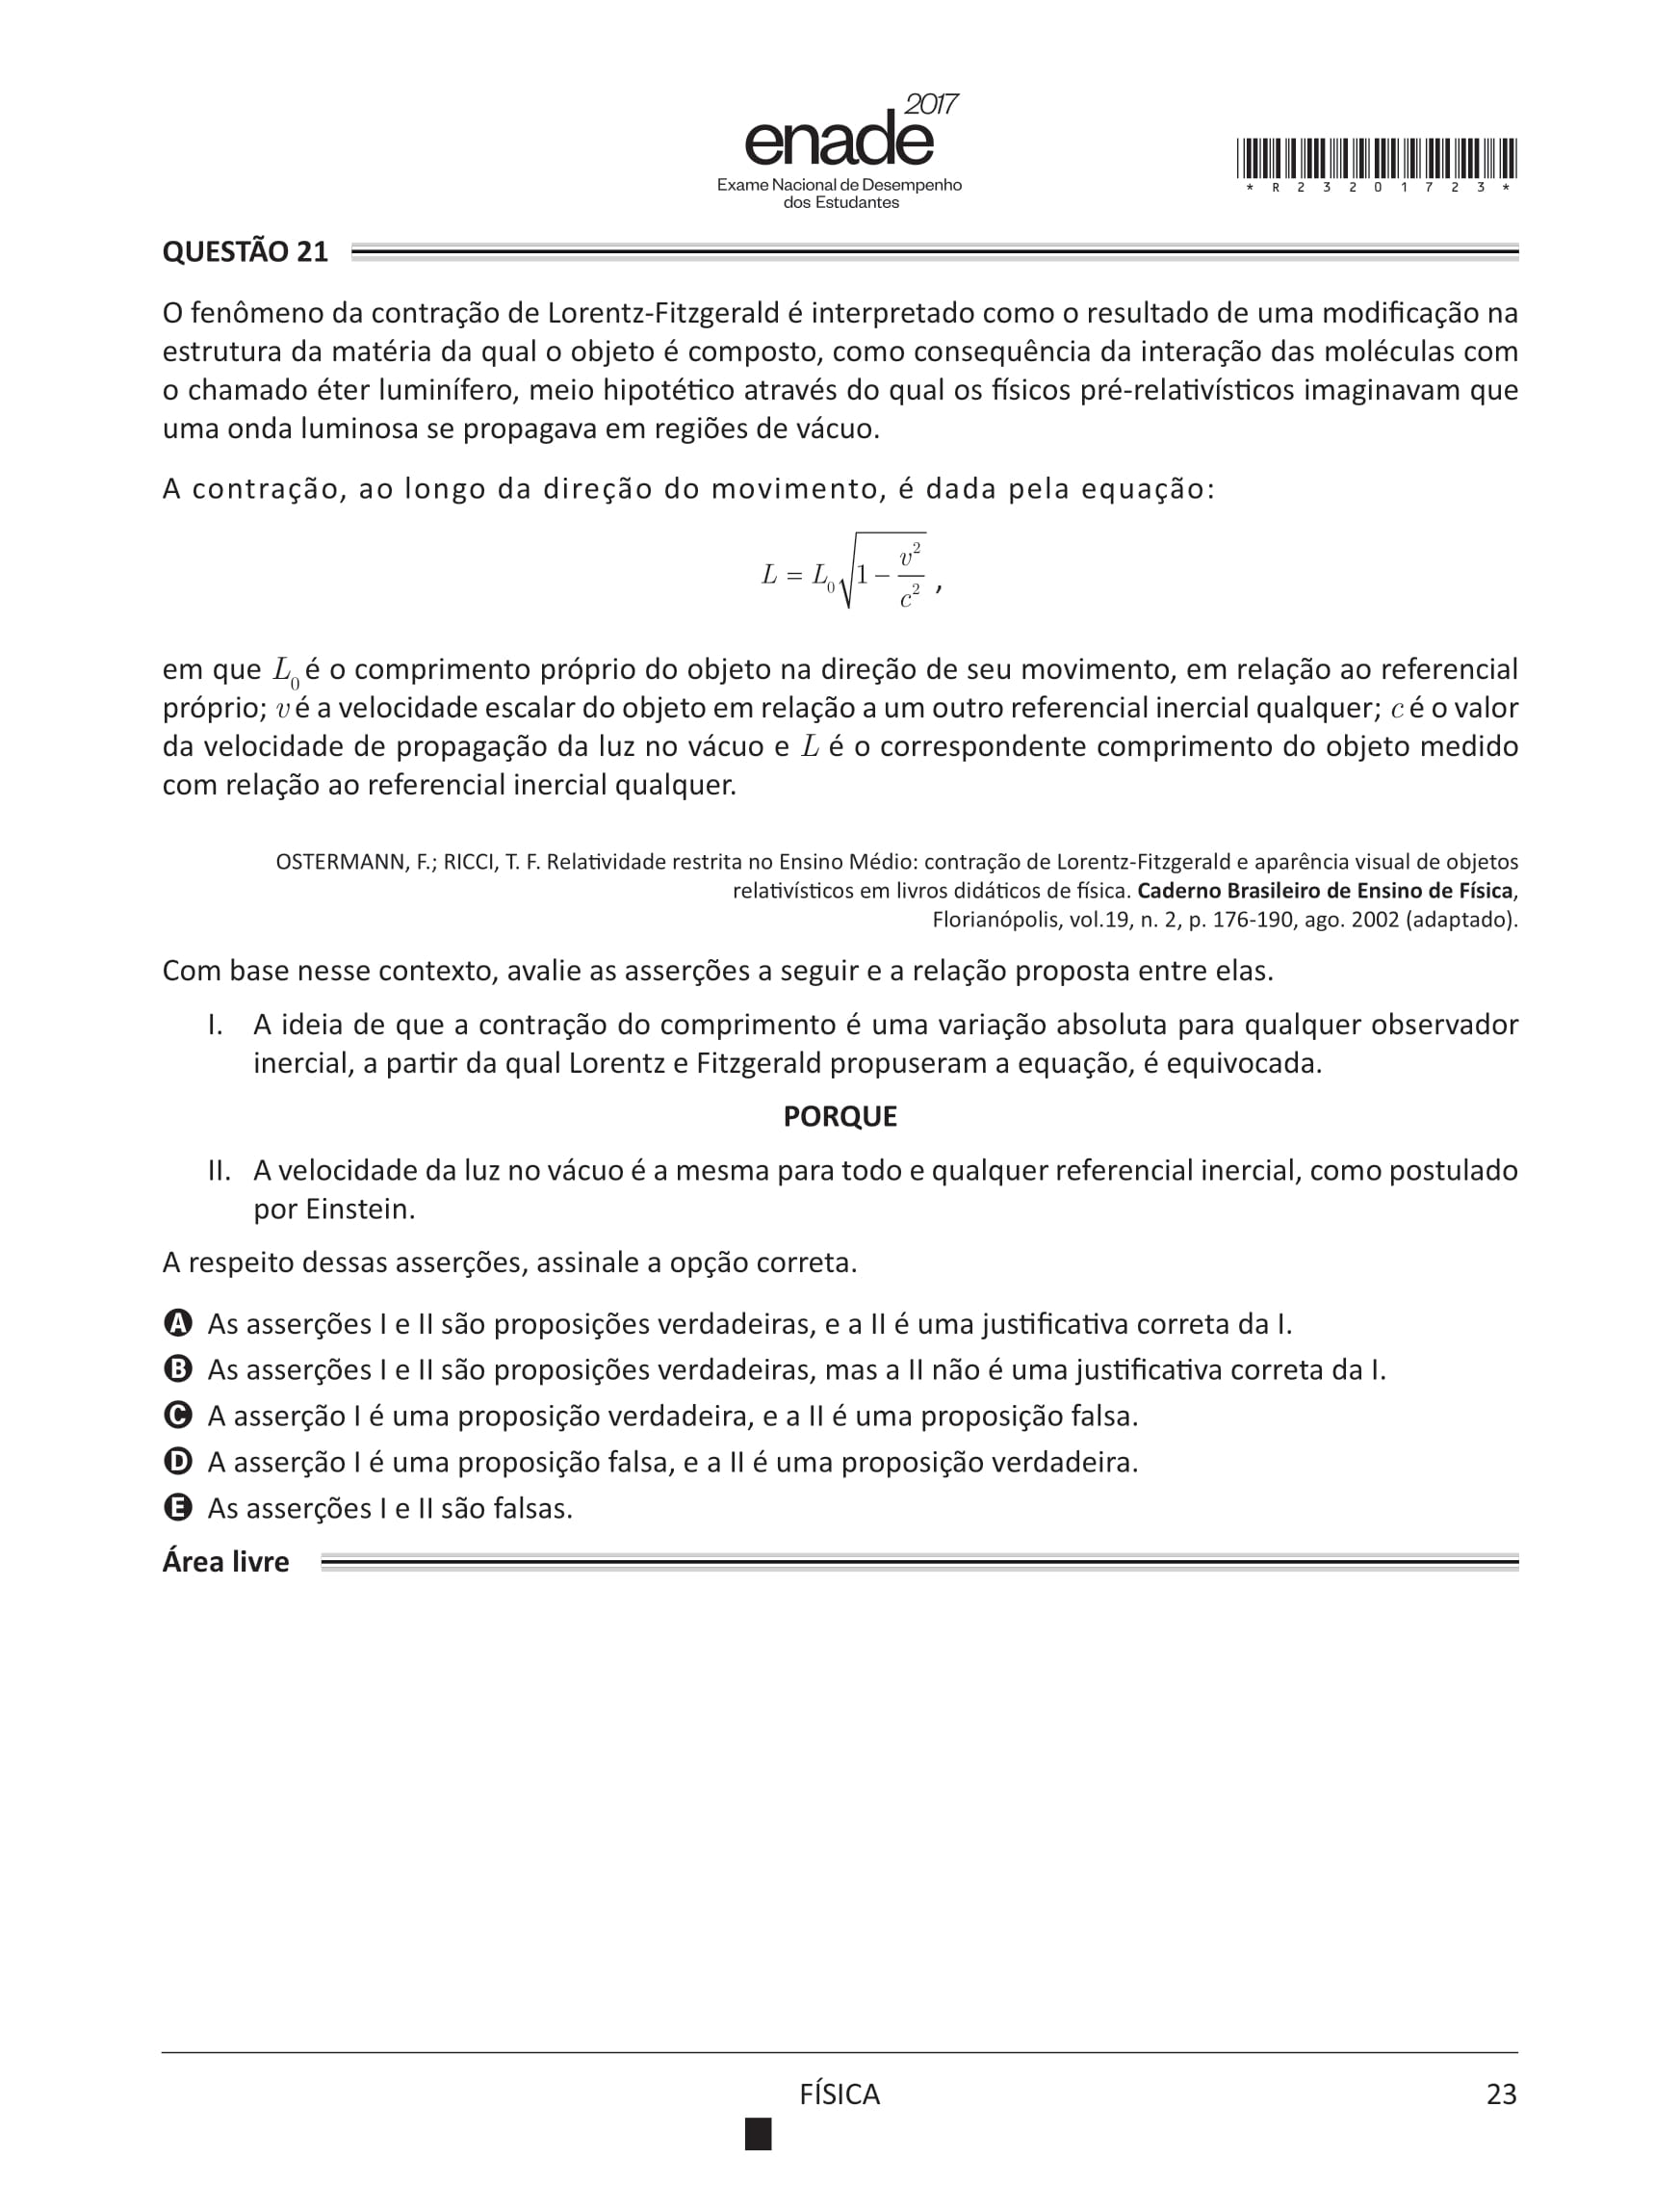 2017
enade
Exame Nacional de Desempenho
dos Estudantes
* R 2 3 2 0 1 7 2 3 *
QUESTÃO 21
O fenômeno da contração de Lorentz-Fitzgerald é interpretado como o resultado de uma modificação na
estrutura da matéria da qual o objeto é composto, como consequência da interação das moléculas com
o chamado éter luminífero, meio hipotético através do qual os físicos pré-relativísticos imaginavam que
uma onda luminosa se propagava em regiões de vácuo.
A contração, ao longo da direção do movimento, é dada pela equação:
L = L₀√(1 − v²/c²) ,
em que L₀ é o comprimento próprio do objeto na direção de seu movimento, em relação ao referencial
próprio; v é a velocidade escalar do objeto em relação a um outro referencial inercial qualquer; c é o valor
da velocidade de propagação da luz no vácuo e L é o correspondente comprimento do objeto medido
com relação ao referencial inercial qualquer.
OSTERMANN, F.; RICCI, T. F. Relatividade restrita no Ensino Médio: contração de Lorentz-Fitzgerald e aparência visual de objetos
relativísticos em livros didáticos de física. Caderno Brasileiro de Ensino de Física,
Florianópolis, vol.19, n. 2, p. 176-190, ago. 2002 (adaptado).
Com base nesse contexto, avalie as asserções a seguir e a relação proposta entre elas.
I. A ideia de que a contração do comprimento é uma variação absoluta para qualquer observador
inercial, a partir da qual Lorentz e Fitzgerald propuseram a equação, é equivocada.
PORQUE
II. A velocidade da luz no vácuo é a mesma para todo e qualquer referencial inercial, como postulado
por Einstein.
A respeito dessas asserções, assinale a opção correta.
A As asserções I e II são proposições verdadeiras, e a II é uma justificativa correta da I.
B As asserções I e II são proposições verdadeiras, mas a II não é uma justificativa correta da I.
C A asserção I é uma proposição verdadeira, e a II é uma proposição falsa.
D A asserção I é uma proposição falsa, e a II é uma proposição verdadeira.
E As asserções I e II são falsas.
Área livre
FÍSICA
23